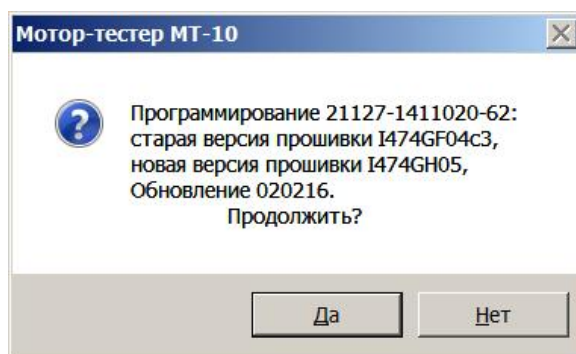 Мотор-тестер МТ-10
Программирование 21127-1411020-62:
старая версия прошивки I474GF04c3,
новая версия прошивки I474GH05,
Обновление 020216.
Продолжить?
Да
Нет